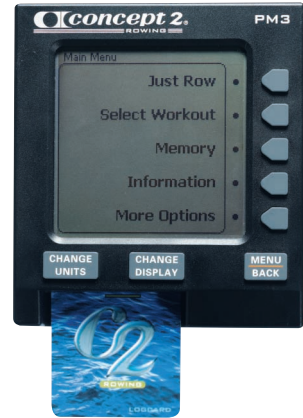 concept 2®
ROWING
PM3
Main Menu
Just Row
Select Workout
Memory
Information
More Options
CHANGE UNITS
CHANGE DISPLAY
MENU BACK
C2
ROWING
LOGCARD